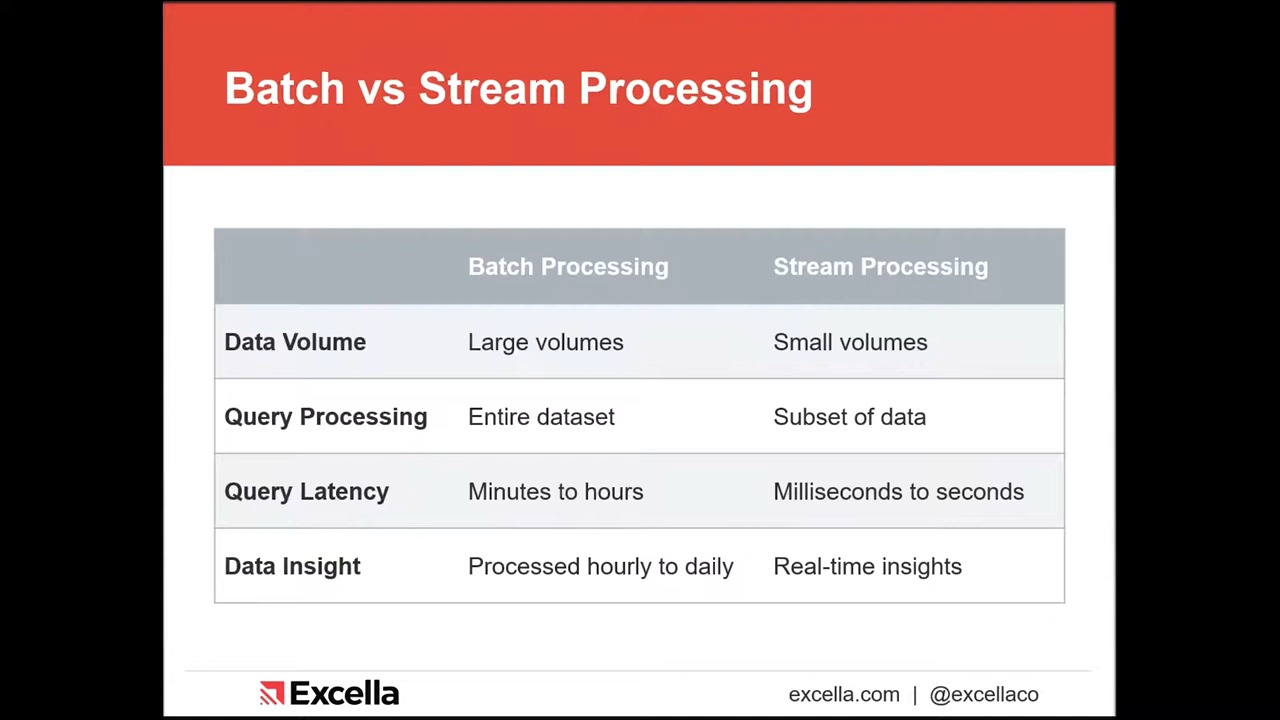 Batch vs Stream Processing
Batch Processing Stream Processing
Data Volume Large volumes Small volumes
Query Processing Entire dataset Subset of data
Query Latency Minutes to hours Milliseconds to seconds
Data Insight Processed hourly to daily Real-time insights
Excella excella.com | @excellaco